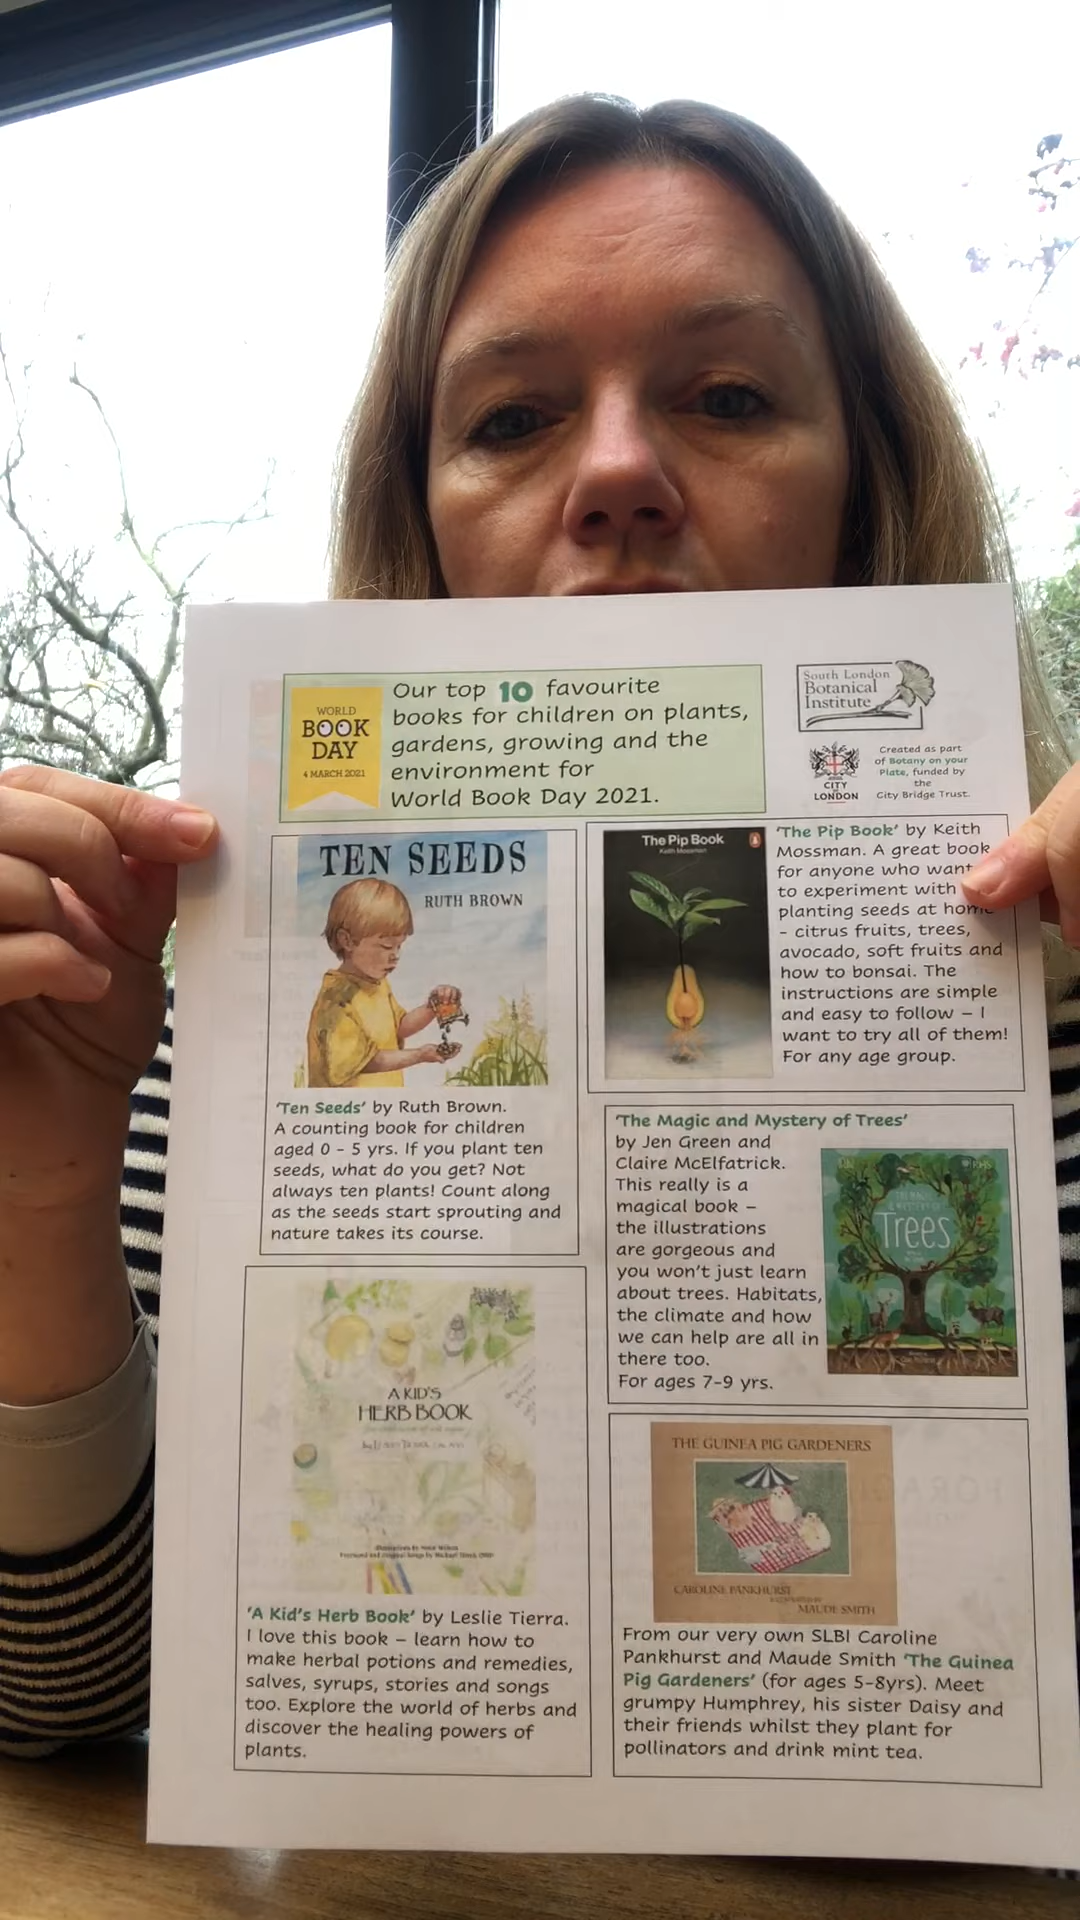 WORLD
BOOK
DAY
4 MARCH 2021
Our top 10 favourite
books for children on plants,
gardens, growing and the
environment for
World Book Day 2021.
South London
Botanical
Institute
CITY
OF
LONDON
Created as part
of Botany on your
Plate, funded by
the
City Bridge Trust.
TEN SEEDS
RUTH BROWN
'Ten Seeds' by Ruth Brown.
A counting book for children
aged 0 - 5 yrs. If you plant ten
seeds, what do you get? Not
always ten plants! Count along
as the seeds start sprouting and
nature takes its course.
The Pip Book
Keith Mossman
'The Pip Book' by Keith
Mossman. A great book
for anyone who want
to experiment with
planting seeds at home
- citrus fruits, trees,
avocado, soft fruits and
how to bonsai. The
instructions are simple
and easy to follow – I
want to try all of them!
For any age group.
'The Magic and Mystery of Trees'
by Jen Green and
Claire McElfatrick.
This really is a
magical book –
the illustrations
are gorgeous and
you won't just learn
about trees. Habitats,
the climate and how
we can help are all in
there too.
For ages 7-9 yrs.
RHS
THE MAGIC
& MYSTERY OF
Trees
A KID'S
HERB BOOK
'A Kid's Herb Book' by Leslie Tierra.
I love this book – learn how to
make herbal potions and remedies,
salves, syrups, stories and songs
too. Explore the world of herbs and
discover the healing powers of
plants.
THE GUINEA PIG GARDENERS
CAROLINE PANKHURST
ILLUSTRATED BY
MAUDE SMITH
From our very own SLBI Caroline
Pankhurst and Maude Smith 'The Guinea
Pig Gardeners' (for ages 5-8yrs). Meet
grumpy Humphrey, his sister Daisy and
their friends whilst they plant for
pollinators and drink mint tea.